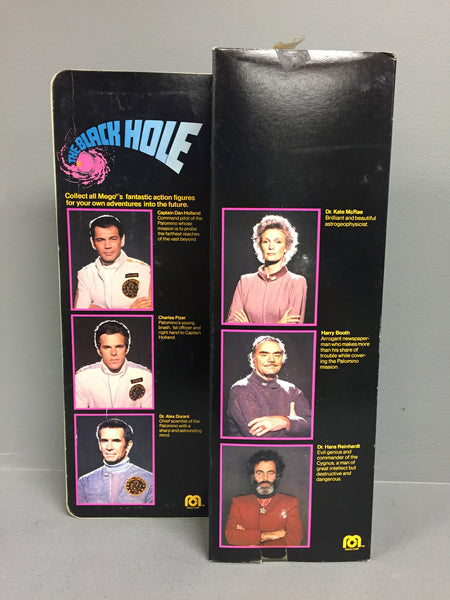 THE BLACK HOLE
Collect all Mego®'s fantastic action figures
for your own adventures into the future.
Captain Dan Holland
Command pilot of the
Palomino whose
mission is to probe
the farthest reaches
of the vast beyond.
Charles Pizer
Palomino's young,
brash, 1st officer and
right hand to Captain
Holland.
Dr. Alex Durant
Chief scientist of the
Palomino with a
sharp and astounding
mind.
Dr. Kate McRae
Brilliant and beautiful
astrogeophysicist.
Harry Booth
Arrogant newspaper-
man who makes more
than his share of
trouble while cover-
ing the Palomino
mission.
Dr. Hans Reinhardt
Evil genius and
commander of the
Cygnus, a man of
great intellect but
destructive and
dangerous.